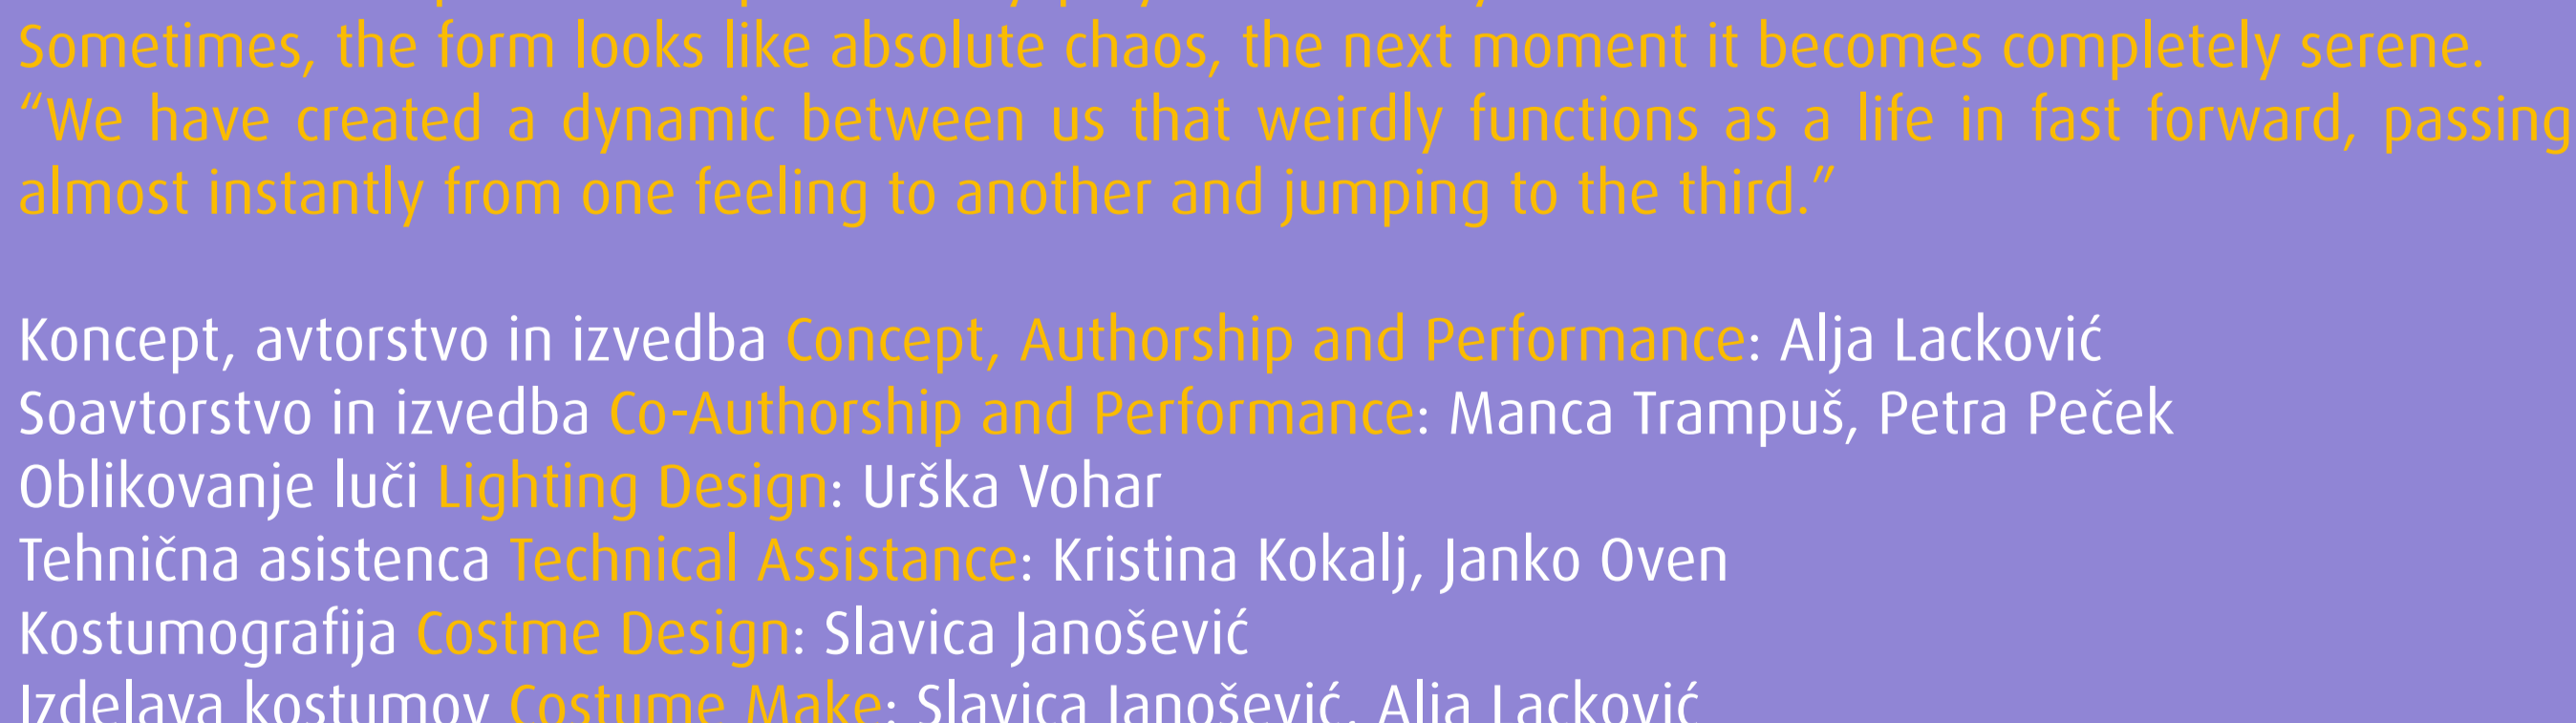 Sometimes, the form looks like absolute chaos, the next moment it becomes completely serene.
“We have created a dynamic between us that weirdly functions as a life in fast forward, passing
almost instantly from one feeling to another and jumping to the third.”
Koncept, avtorstvo in izvedba Concept, Authorship and Performance: Alja Lacković
Soavtorstvo in izvedba Co-Authorship and Performance: Manca Trampuš, Petra Peček
Oblikovanje luči Lighting Design: Urška Vohar
Tehnična asistenca Technical Assistance: Kristina Kokalj, Janko Oven
Kostumografija Costme Design: Slavica Janošević
Izdelava kostumov Costume Make: Slavica Janošević, Alja Lacković